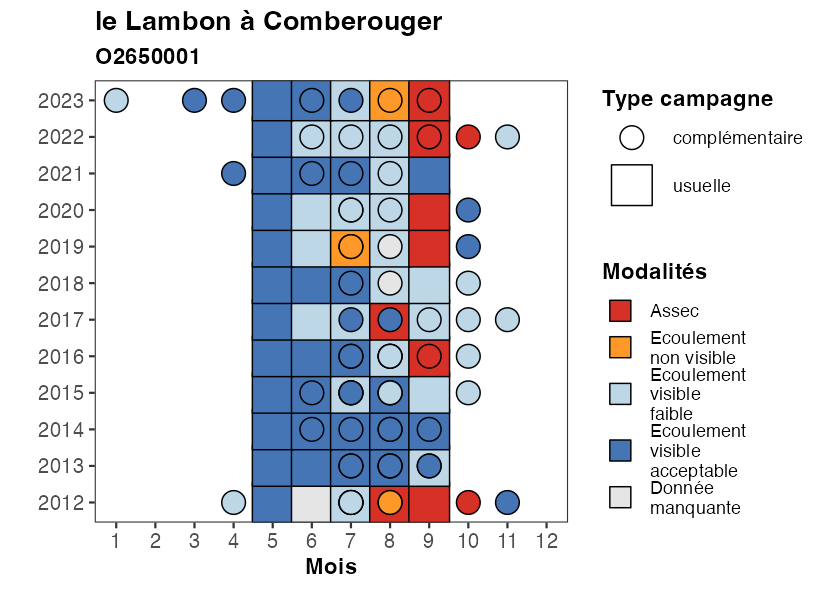 le Lambon à Comberouger
O2650001
2023
2022
2021
2020
2019
2018
2017
2016
2015
2014
2013
2012
1 2 3 4 5 6 7 8 9 10 11 12
Mois
Type campagne
complémentaire
usuelle
Modalités
Assec
Ecoulement
non visible
Ecoulement
visible
faible
Ecoulement
visible
acceptable
Donnée
manquante